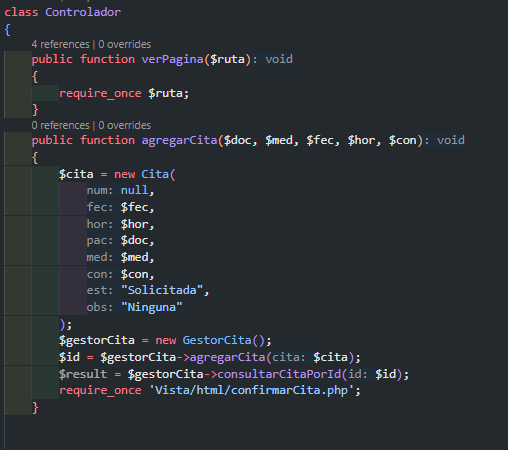 class Controlador
{
4 references | 0 overrides
public function verPagina($ruta): void
{
require_once $ruta;
}
0 references | 0 overrides
public function agregarCita($doc, $med, $fec, $hor, $con): void
{
$cita = new Cita(
num: null,
fec: $fec,
hor: $hor,
pac: $doc,
med: $med,
con: $con,
est: "Solicitada",
obs: "Ninguna"
);
$gestorCita = new GestorCita();
$id = $gestorCita->agregarCita(cita: $cita);
$result = $gestorCita->consultarCitaPorId(id: $id);
require_once 'Vista/html/confirmarCita.php';
}